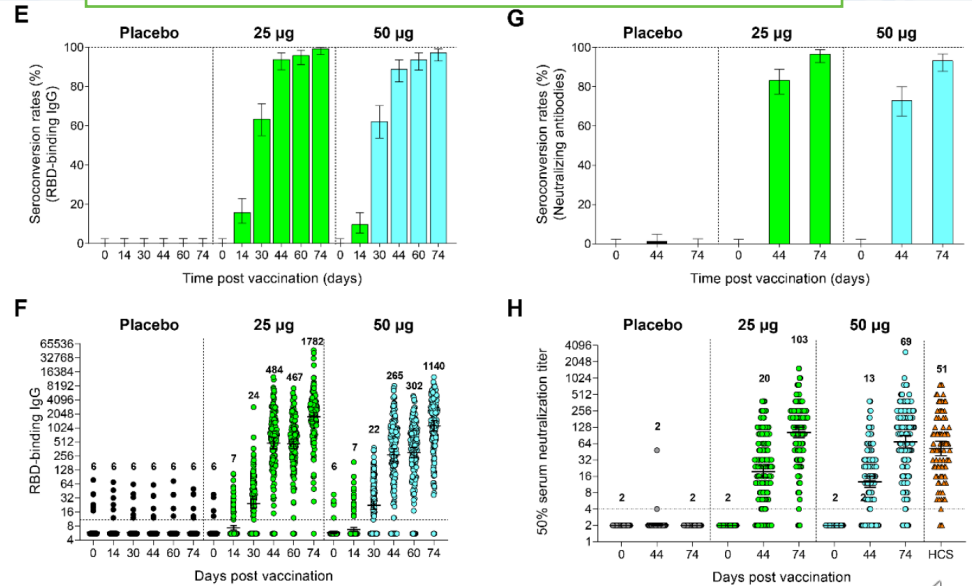 E
Placebo 25 µg 50 µg
Seroconversion rates (%)
(RBD-binding IgG)
100
80
60
40
20
0
0 14 30 44 60 74 0 14 30 44 60 74 0 14 30 44 60 74
Time post vaccination (days)
G
Placebo 25 µg 50 µg
Seroconversion rates (%)
(Neutralizing antibodies)
100
80
60
40
20
0
0 44 74 0 44 74 0 44 74
Time post vaccination (days)
F
Placebo 25 µg 50 µg
RBD-binding IgG
65536
32768
16384
8192
4096
2048
1024
512
256
128
64
32
16
8
4
6 6 6 6 6 6 7 24 484 467 1782 6 7 22 265 302 1140
0 14 30 44 60 74 0 14 30 44 60 74 0 14 30 44 60 74
Days post vaccination
H
Placebo 25 µg 50 µg
50% serum neutralization titer
4096
2048
1024
512
256
128
64
32
16
8
4
2
1
2 2 2 2 20 103 2 2 13 69 51
0 44 74 0 44 74 0 44 74 HCS
Days post vaccination